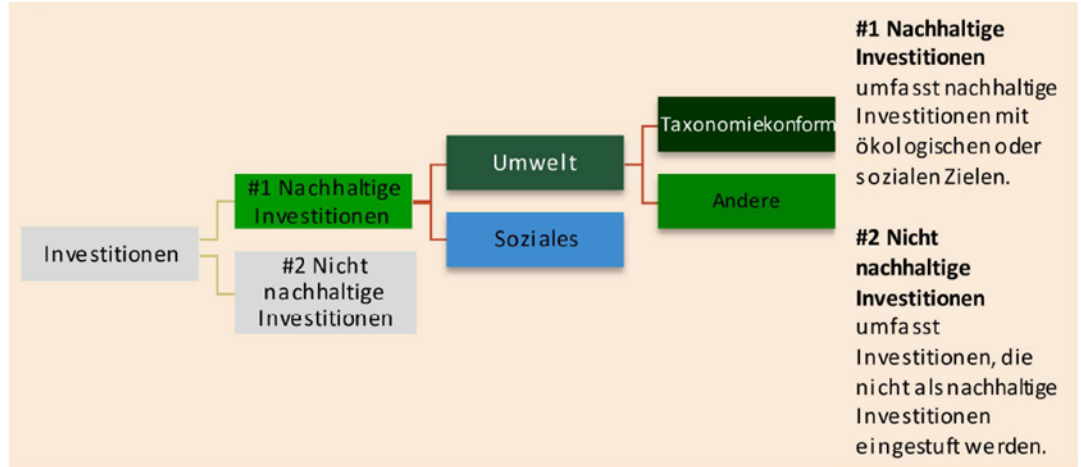 Investitionen
#1 Nachhaltige
Investitionen
#2 Nicht
nachhaltige
Investitionen
Umwelt
Soziales
Taxonomiekonform
Andere
#1 Nachhaltige
Investitionen
umfasst nachhaltige
Investitionen mit
ökologischen oder
sozialen Zielen.
#2 Nicht
nachhaltige
Investitionen
umfasst
Investitionen, die
nicht als nachhaltige
Investitionen
eingestuft werden.